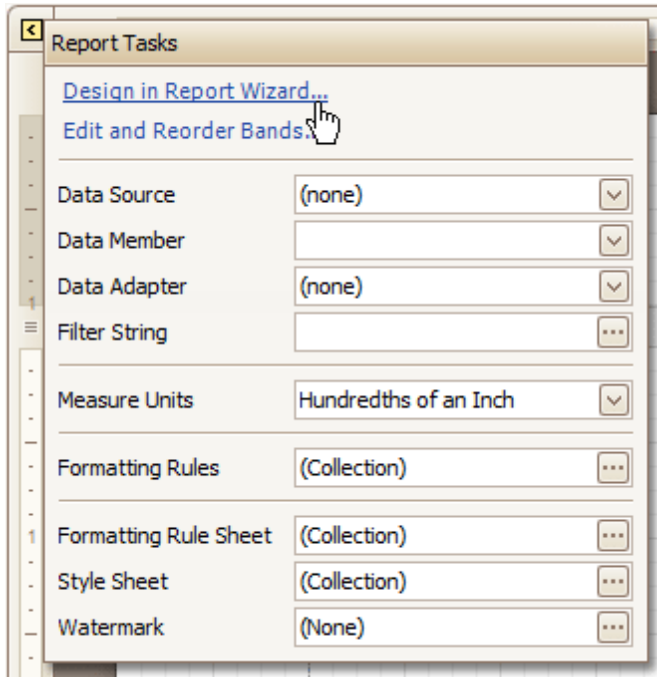 Report Tasks
Design in Report Wizard...
Edit and Reorder Bands...
Data Source (none)
Data Member
Data Adapter (none)
Filter String
Measure Units Hundredths of an Inch
Formatting Rules (Collection)
1
Formatting Rule Sheet (Collection)
1
Style Sheet (Collection)
Watermark (None)